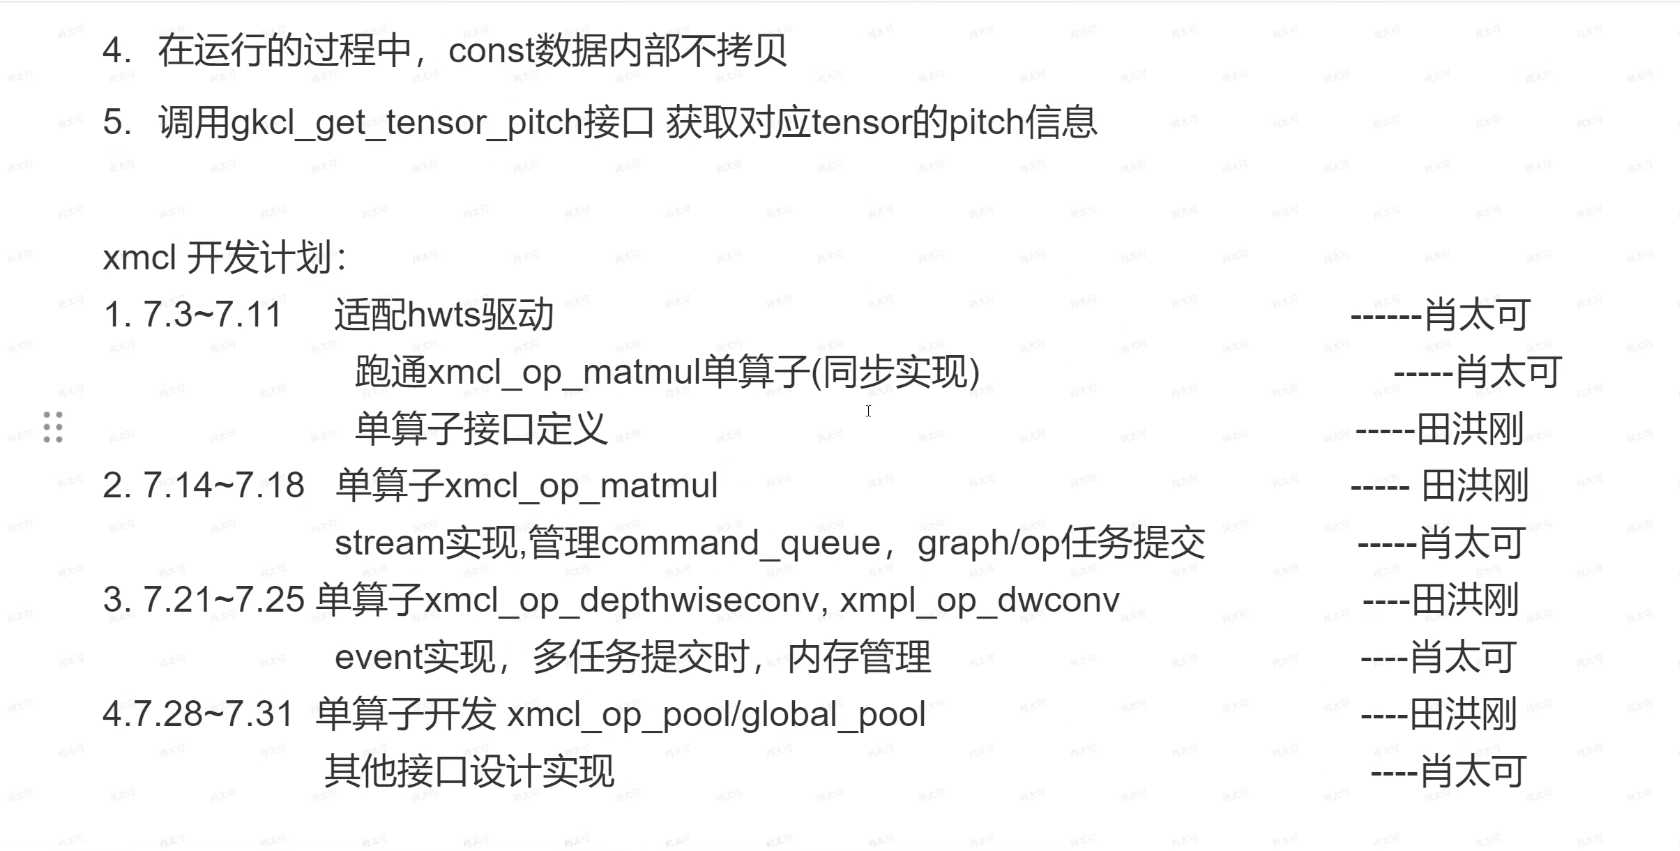 4. 在运行的过程中，const数据内部不拷贝
5. 调用gkcl_get_tensor_pitch接口 获取对应tensor的pitch信息
xmcl 开发计划：
1. 7.3~7.11 适配hwts驱动 ------肖太可
跑通xmcl_op_matmul单算子(同步实现) -----肖太可
单算子接口定义 -----田洪刚
2. 7.14~7.18 单算子xmcl_op_matmul ----- 田洪刚
stream实现,管理command_queue，graph/op任务提交 -----肖太可
3. 7.21~7.25 单算子xmcl_op_depthwiseconv, xmpl_op_dwconv ----田洪刚
event实现，多任务提交时，内存管理 ----肖太可
4.7.28~7.31 单算子开发 xmcl_op_pool/global_pool ----田洪刚
其他接口设计实现 ----肖太可